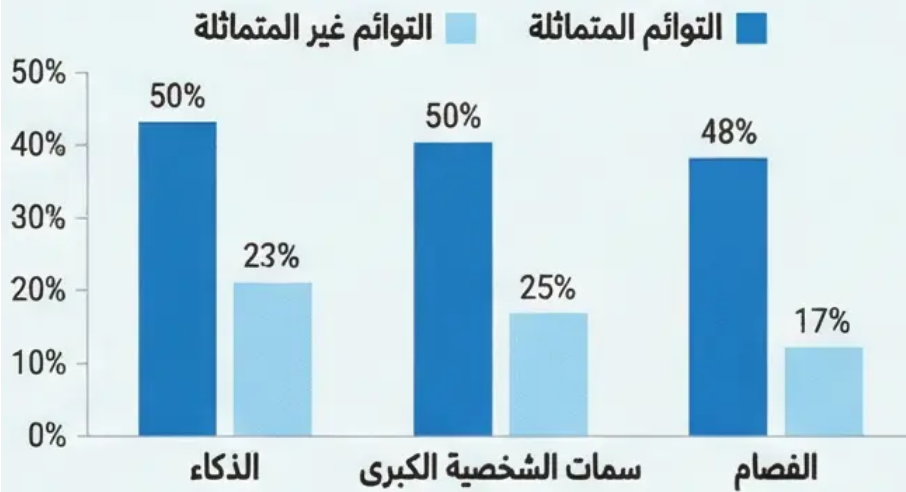 التوائم المتماثلة
التوائم غير المتماثلة
50%
40%
30%
20%
10%
0%
50%
23%
50%
25%
48%
17%
الذكاء
سمات الشخصية الكبرى
الفصام